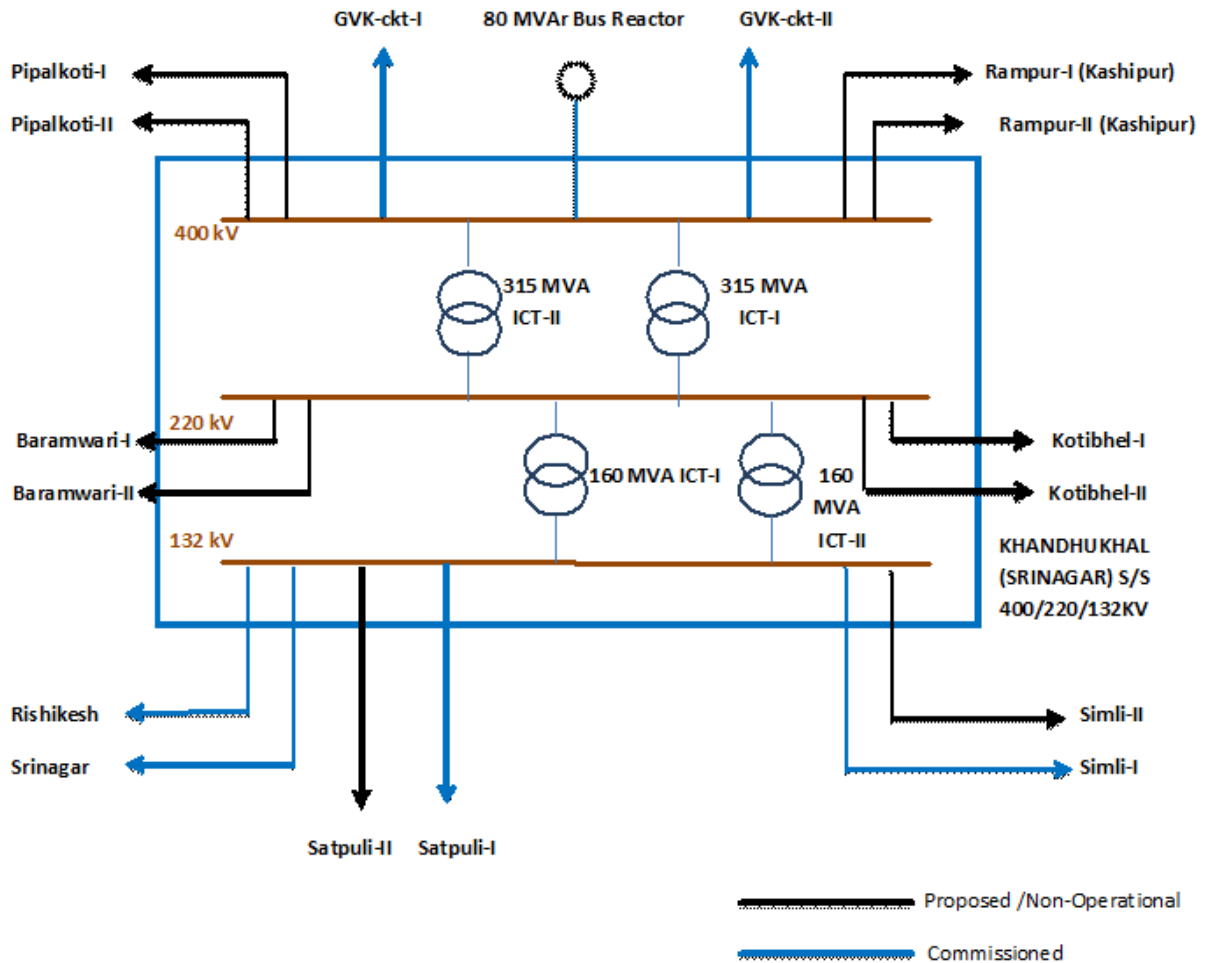 GVK-ckt-I
80 MVAr Bus Reactor
GVK-ckt-II
Pipalkoti-I
Rampur-I (Kashipur)
Pipalkoti-II
Rampur-II (Kashipur)
400 kV
315 MVA
ICT-II
315 MVA
ICT-I
220 kV
Baramwari-I
Kotibhel-I
Baramwari-II
160 MVA ICT-I
160
MVA
ICT-II
Kotibhel-II
132 kV
KHANDHUKHAL
(SRINAGAR) S/S
400/220/132KV
Rishikesh
Simli-II
Srinagar
Simli-I
Satpuli-II
Satpuli-I
Proposed /Non-Operational
Commissioned